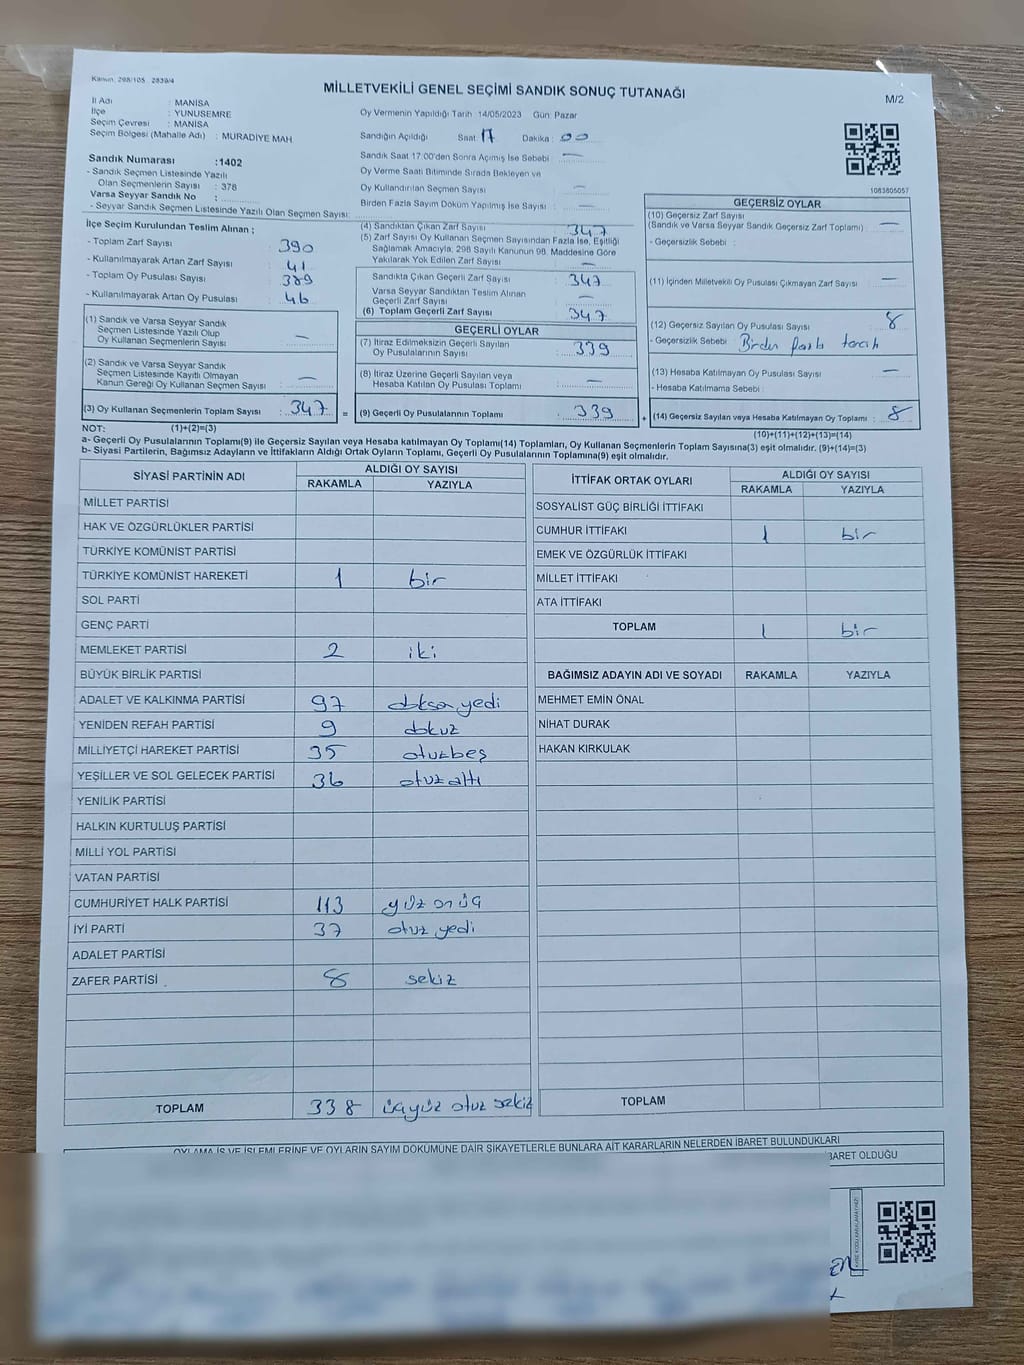 Kanun: 298/105 2839/4
MİLLETVEKİLİ GENEL SEÇİMİ SANDIK SONUÇ TUTANAĞI
M/2
İl Adı : MANİSA
İlçe : YUNUSEMRE
Seçim Çevresi : MANİSA
Seçim Bölgesi (Mahalle Adı) : MURADİYE MAH
Sandık Numarası :1402
- Sandık Seçmen Listesinde Yazılı
Olan Seçmenlerin Sayısı : 378
Varsa Seyyar Sandık No :
- Seyyar Sandık Seçmen Listesinde Yazılı Olan Seçmen Sayısı:
Oy Vermenin Yapıldığı Tarih 14/05/2023 Gün: Pazar
Sandığın Açıldığı Saat 17 Dakika : 00
Sandık Saat 17:00'den Sonra Açılmış İse Sebebi —
Oy Verme Saati Bitiminde Sırada Bekleyen ve
Oy Kullandırılan Seçmen Sayısı —
Birden Fazla Sayım Döküm Yapılmış İse Sayısı : —
1083805057
İlçe Seçim Kurulundan Teslim Alınan ;
- Toplam Zarf Sayısı 390
- Kullanılmayarak Artan Zarf Sayısı : 41
- Toplam Oy Pusulası Sayısı : 389
- Kullanılmayarak Artan Oy Pusulası : 46
(1) Sandık ve Varsa Seyyar Sandık
Seçmen Listesinde Yazılı Olup
Oy Kullanan Seçmenlerin Sayısı: —
(2) Sandık ve Varsa Seyyar Sandık
Seçmen Listesinde Kayıtlı Olmayan
Kanun Gereği Oy Kullanan Seçmen Sayısı : —
(3) Oy Kullanan Seçmenlerin Toplam Sayısı : 347 =
(1)+(2)=(3)
(4) Sandıktan Çıkan Zarf Sayısı : 347
(5) Zarf Sayısı Oy Kullanan Seçmen Sayısından Fazla İse, Eşitliği
Sağlamak Amacıyla, 298 Sayılı Kanunun 98. Maddesine Göre
Yakılarak Yok Edilen Zarf Sayısı : —
Sandıkta Çıkan Geçerli Zarf Sayısı : 347
Varsa Seyyar Sandıktan Teslim Alınan
Geçerli Zarf Sayısı —
(6) Toplam Geçerli Zarf Sayısı : 347
GEÇERLİ OYLAR
(7) İtiraz Edilmeksizin Geçerli Sayılan
Oy Pusulalarının Sayısı : 339
(8) İtiraz Üzerine Geçerli Sayılan veya
Hesaba Katılan Oy Pusulası Toplamı : —
(9) Geçerli Oy Pusulalarının Toplamı : 339 +
GEÇERSİZ OYLAR
(10) Geçersiz Zarf Sayısı
(Sandık ve Varsa Seyyar Sandık Geçersiz Zarf Toplamı) : —
- Geçersizlik Sebebi :
(11) İçinden Milletvekili Oy Pusulası Çıkmayan Zarf Sayısı : —
(12) Geçersiz Sayılan Oy Pusulası Sayısı : 8
- Geçersizlik Sebebi : Birden fazla tercih
(13) Hesaba Katılmayan Oy Pusulası Sayısı : —
- Hesaba Katılmama Sebebi :
(14) Geçersiz Sayılan veya Hesaba Katılmayan Oy Toplamı : 8
(10)+(11)+(12)+(13)=(14)
NOT:
a- Geçerli Oy Pusulalarının Toplamı(9) ile Geçersiz Sayılan veya Hesaba katılmayan Oy Toplamı(14) Toplamları, Oy Kullanan Seçmenlerin Toplam Sayısına(3) eşit olmalıdır. (9)+(14)=(3)
b- Siyasi Partilerin, Bağımsız Adayların ve İttifakların Aldığı Ortak Oyların Toplamı, Geçerli Oy Pusulalarının Toplamına(9) eşit olmalıdır.
SİYASİ PARTİNİN ADI ALDIĞI OY SAYISI
RAKAMLA YAZIYLA
MİLLET PARTİSİ
HAK VE ÖZGÜRLÜKLER PARTİSİ
TÜRKİYE KOMÜNİST PARTİSİ
TÜRKİYE KOMÜNİST HAREKETİ 1 bir
SOL PARTİ
GENÇ PARTİ
MEMLEKET PARTİSİ 2 iki
BÜYÜK BİRLİK PARTİSİ
ADALET VE KALKINMA PARTİSİ 97 doksan yedi
YENİDEN REFAH PARTİSİ 9 dokuz
MİLLİYETÇİ HAREKET PARTİSİ 35 otuzbeş
YEŞİLLER VE SOL GELECEK PARTİSİ 36 otuz altı
YENİLİK PARTİSİ
HALKIN KURTULUŞ PARTİSİ
MİLLİ YOL PARTİSİ
VATAN PARTİSİ
CUMHURİYET HALK PARTİSİ 113 yüz onüç
İYİ PARTİ 37 otuz yedi
ADALET PARTİSİ
ZAFER PARTİSİ 8 sekiz
TOPLAM 338 üçyüz otuz sekiz
İTTİFAK ORTAK OYLARI ALDIĞI OY SAYISI
RAKAMLA YAZIYLA
SOSYALİST GÜÇ BİRLİĞİ İTTİFAKI
CUMHUR İTTİFAKI 1 bir
EMEK VE ÖZGÜRLÜK İTTİFAKI
MİLLET İTTİFAKI
ATA İTTİFAKI
TOPLAM 1 bir
BAĞIMSIZ ADAYIN ADI VE SOYADI RAKAMLA YAZIYLA
MEHMET EMİN ÖNAL
NİHAT DURAK
HAKAN KIRKULAK
TOPLAM
OYLAMA İŞ VE İŞLEMLERİNE VE OYLARIN SAYIM DÖKÜMÜNE DAİR ŞİKAYETLERLE BUNLARA AİT KARARLARIN NELERDEN İBARET BULUNDUKLARI
İBARET OLDUĞU